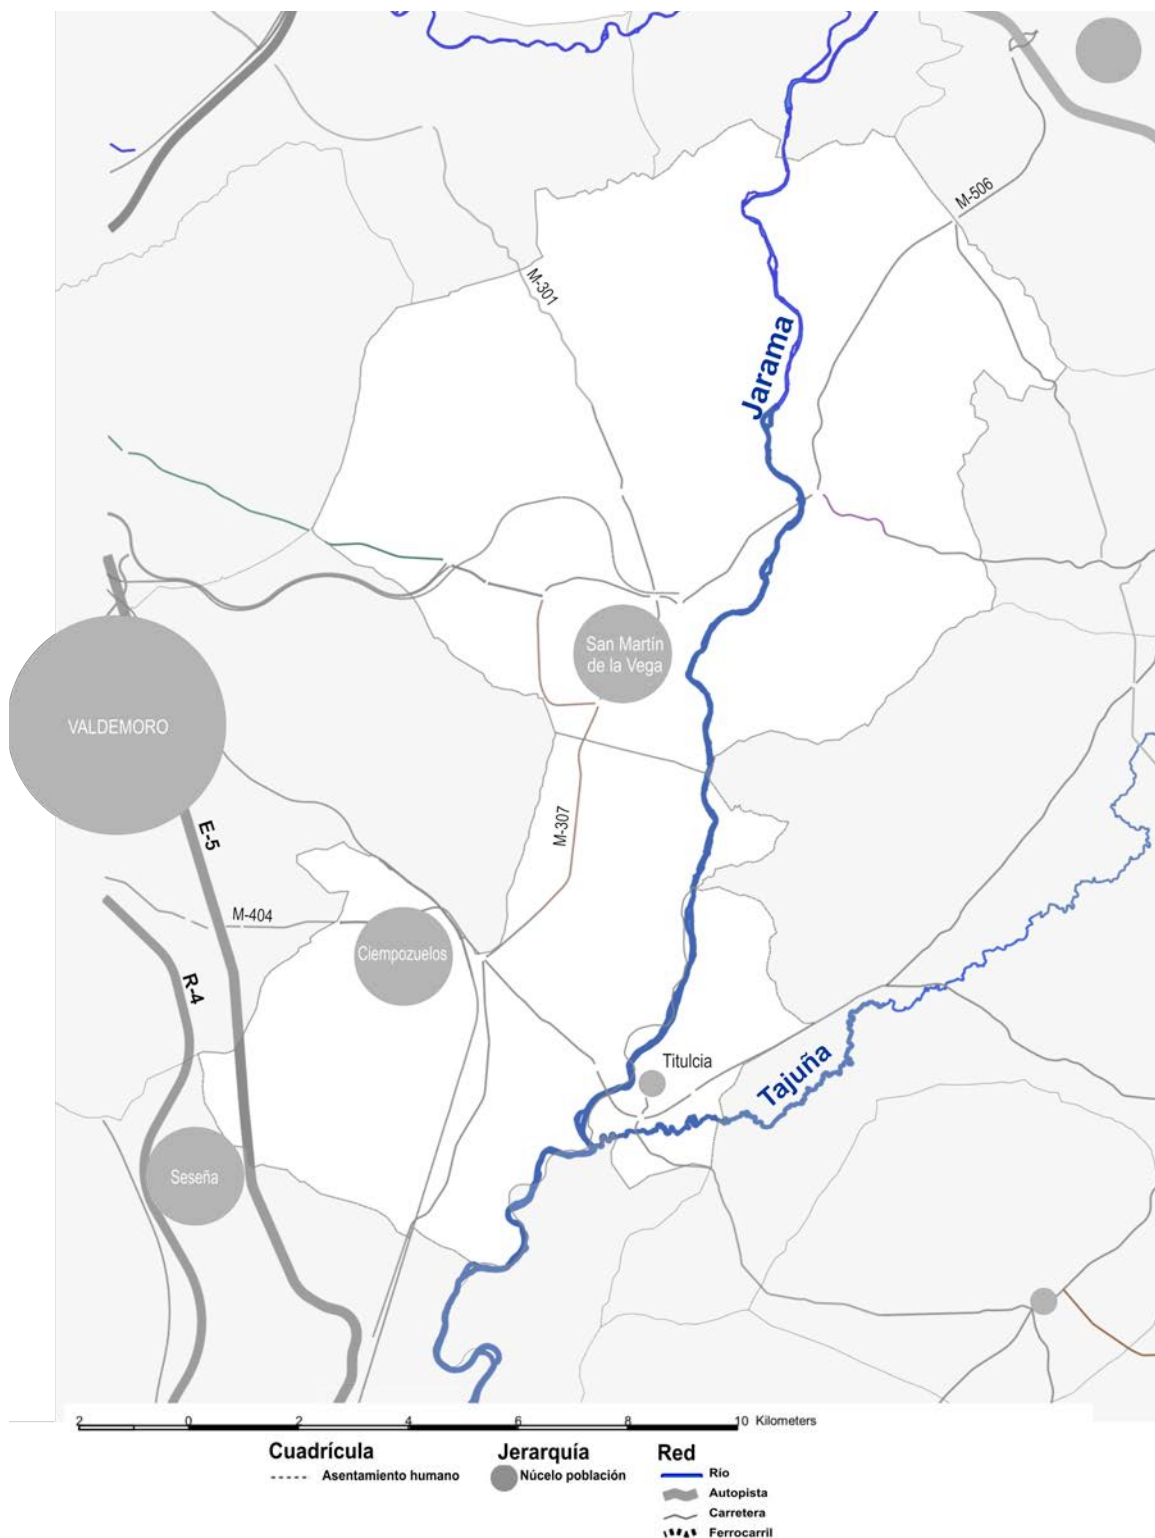 M-506
M-301
Jarama
San Martín
de la Vega
VALDEMORO
E-5
M-307
M-404
Ciempozuelos
R-4
Titulcia
Tajuña
Seseña
2 0 2 4 6 8 10 Kilometers
Cuadrícula
Asentamiento humano
Jerarquía
Núcelo población
Red
Río
Autopista
Carretera
Ferrocarril